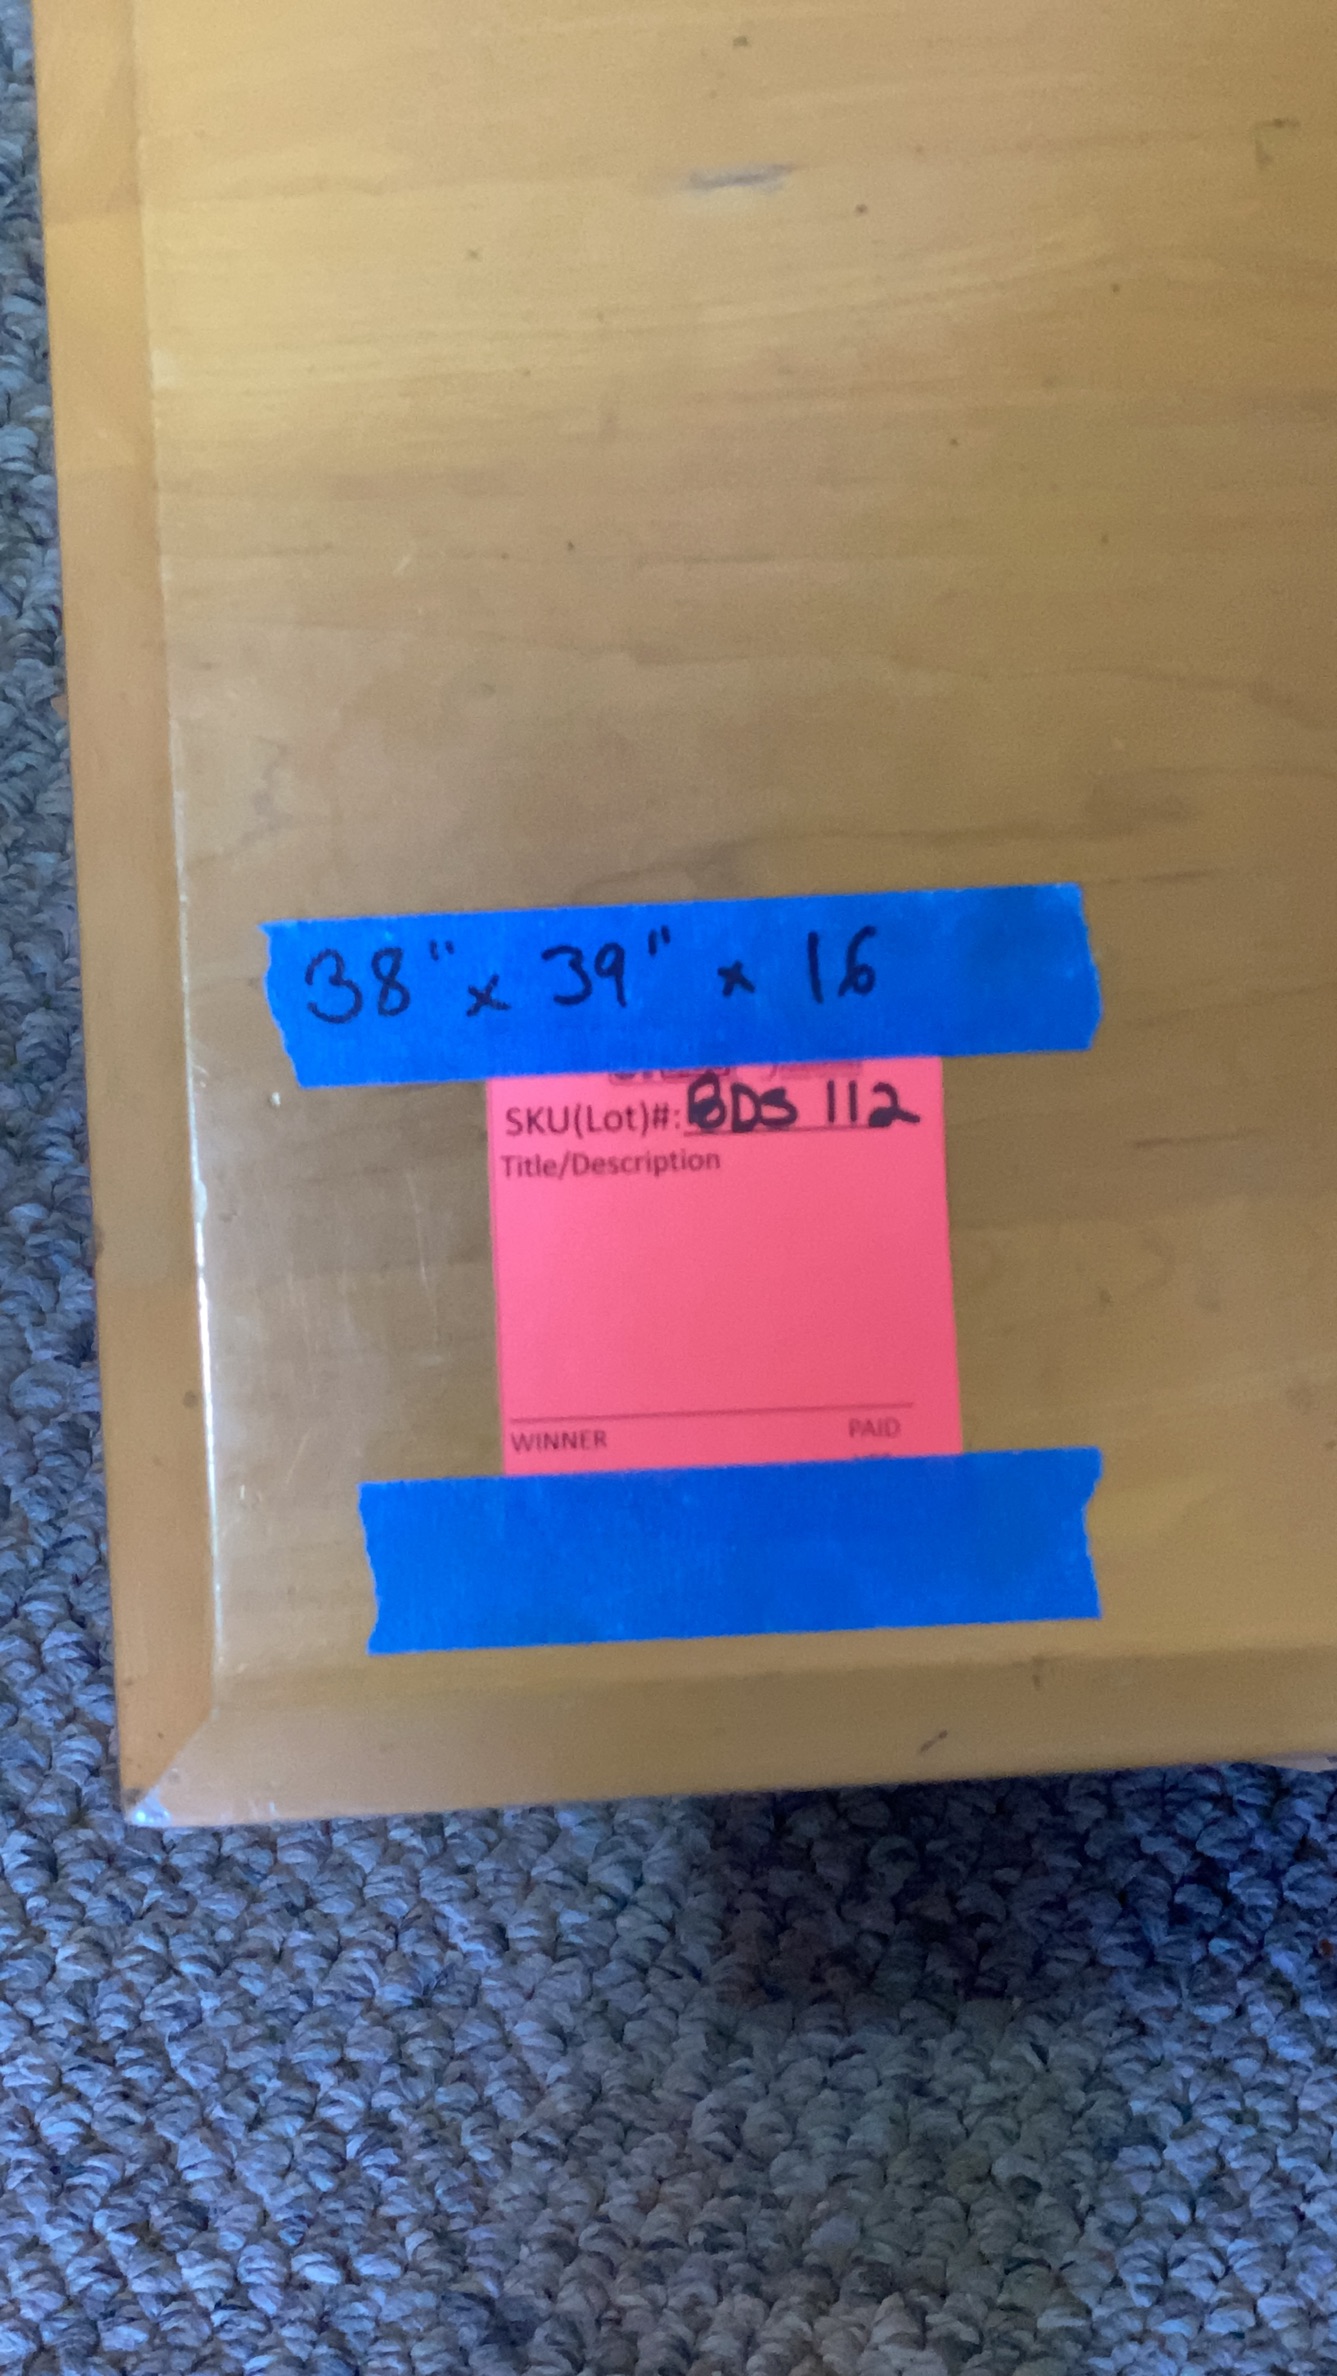 38" x 39" x 16
SKU(Lot)#: BDS 112
Title/Description
WINNER PAID